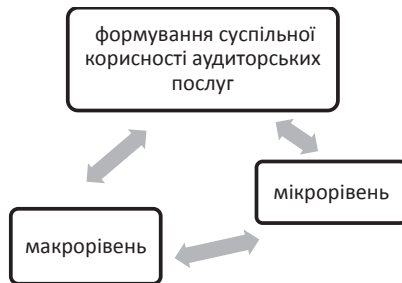 формування суспільної
корисності аудиторських
послуг
мікрорівень
макрорівень